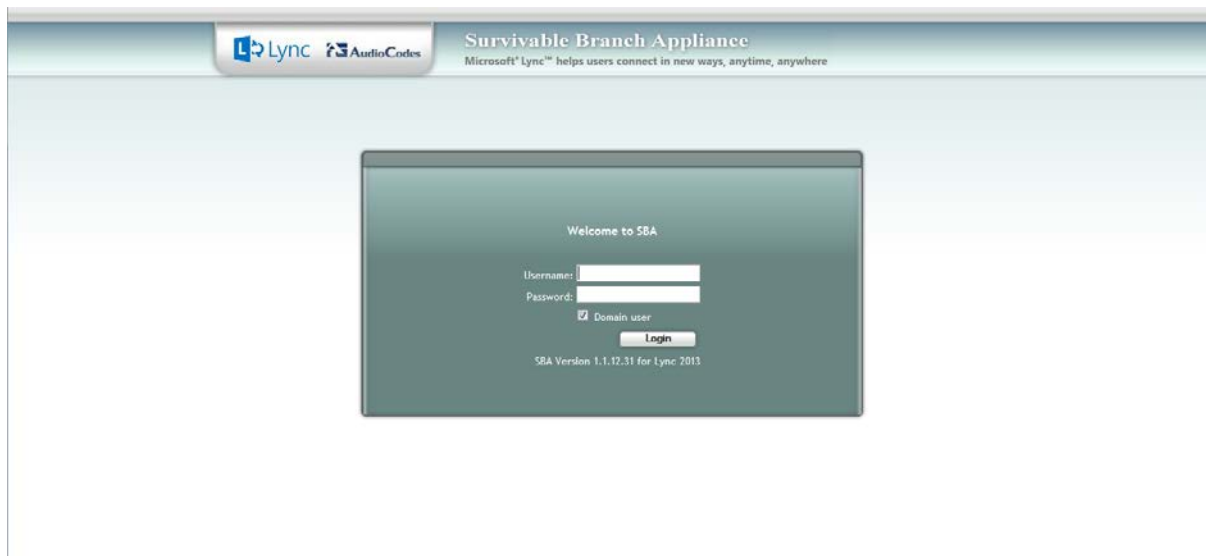 Lync AudioCodes
Survivable Branch Appliance
Microsoft® Lync™ helps users connect in new ways, anytime, anywhere
Welcome to SBA
Username:
Password:
Domain user
Login
SBA Version 1.1.12.31 for Lync 2013